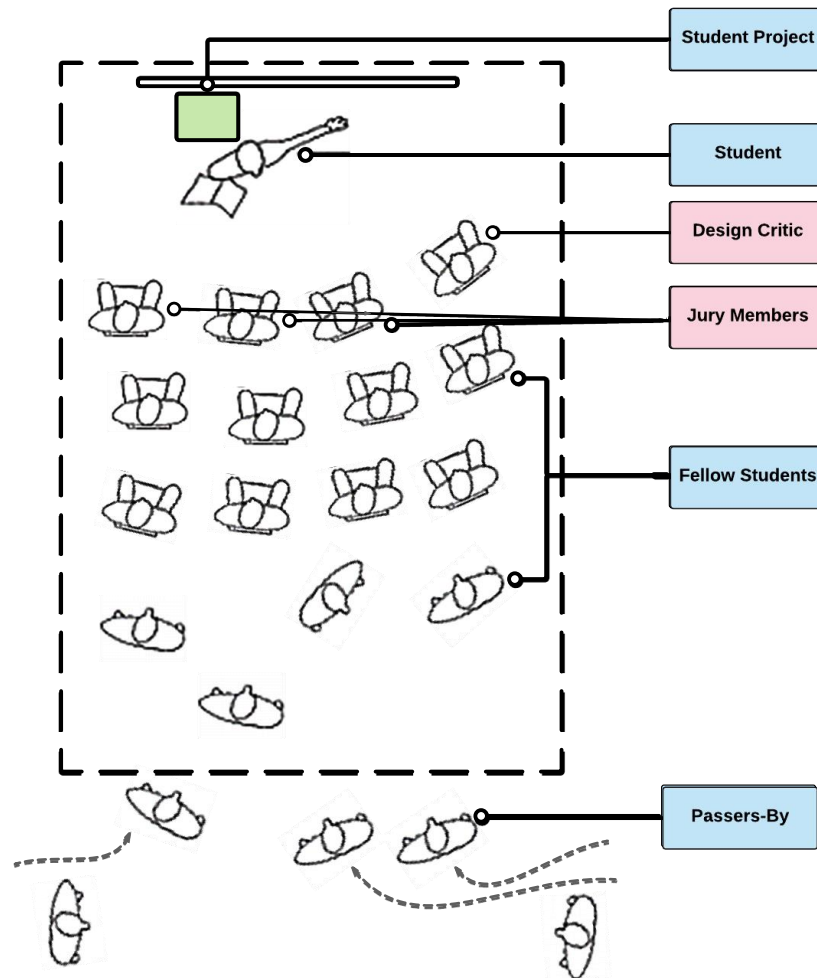 Student Project
Student
Design Critic
Jury Members
Fellow Students
Passers-By